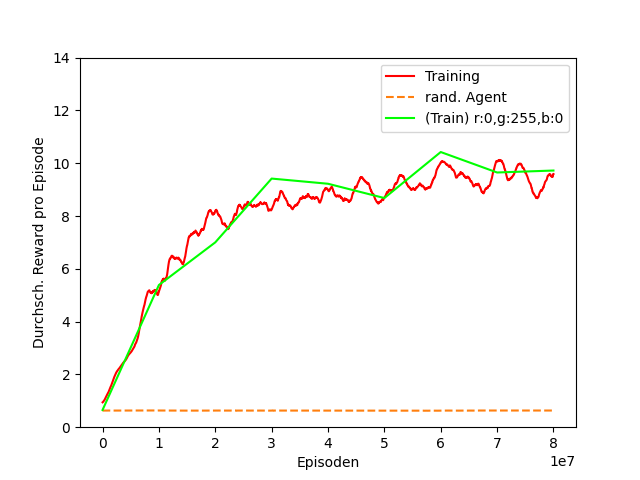 14
12
10
8
6
4
2
0
Durchsch. Reward pro Episode
Training
rand. Agent
(Train) r:0,g:255,b:0
0 1 2 3 4 5 6 7 8
1e7
Episoden